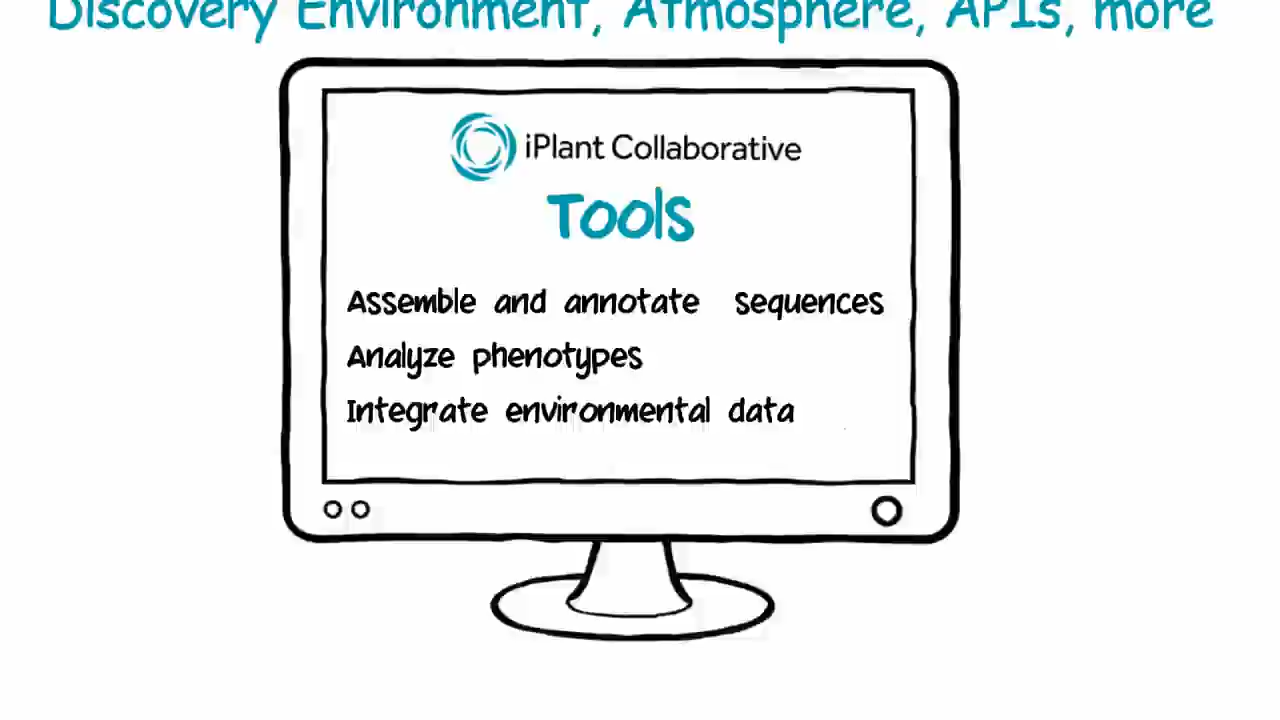 Discovery Environment, Atmosphere, APIs, more
iPlant Collaborative
Tools
Assemble and annotate sequences
Analyze phenotypes
Integrate environmental data